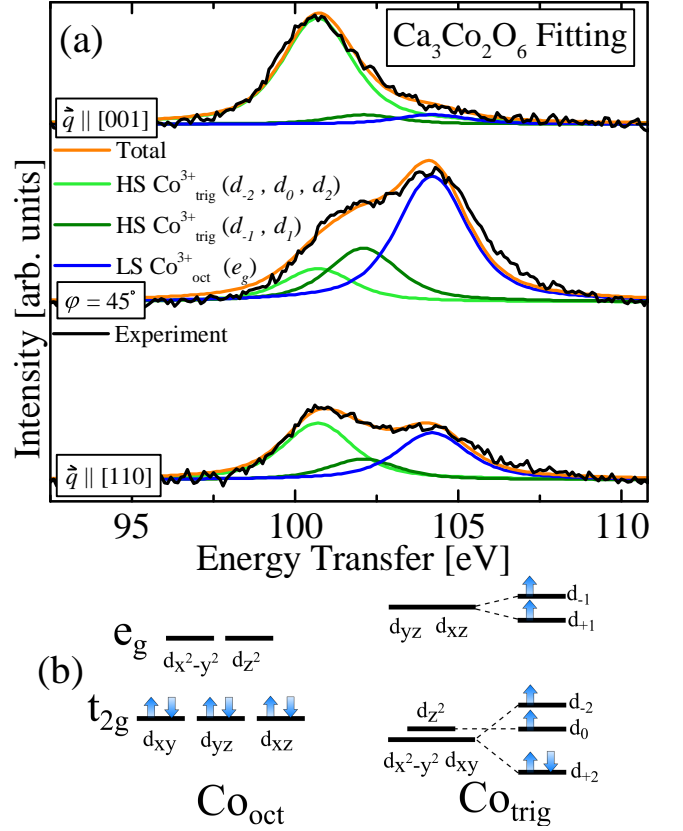 (a)
Ca3Co2O6 Fitting
q || [001]
Total
HS Co3+trig (d-2 , d0 , d2)
HS Co3+trig (d-1 , d1)
LS Co3+oct (eg)
φ = 45°
Experiment
q || [110]
Intensity [arb. units]
95 100 105 110
Energy Transfer [eV]
(b)
eg
dx2-y2 dz2
t2g
dxy dyz dxz
Cooct
dyz dxz
d-1
d+1
dz2
dx2-y2 dxy
d-2
d0
d+2
Cotrig